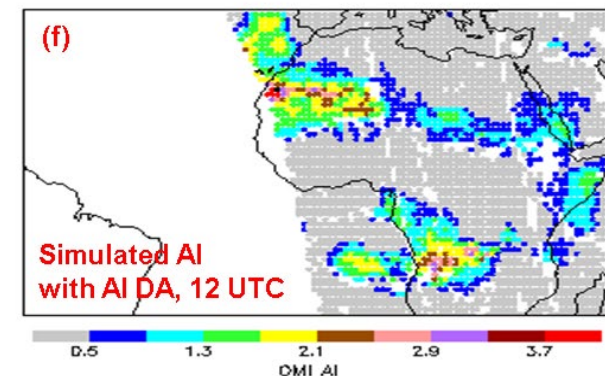 (f)
Simulated AI
with AI DA, 12 UTC
0.5 1.3 2.1 2.9 3.7
OMI AI